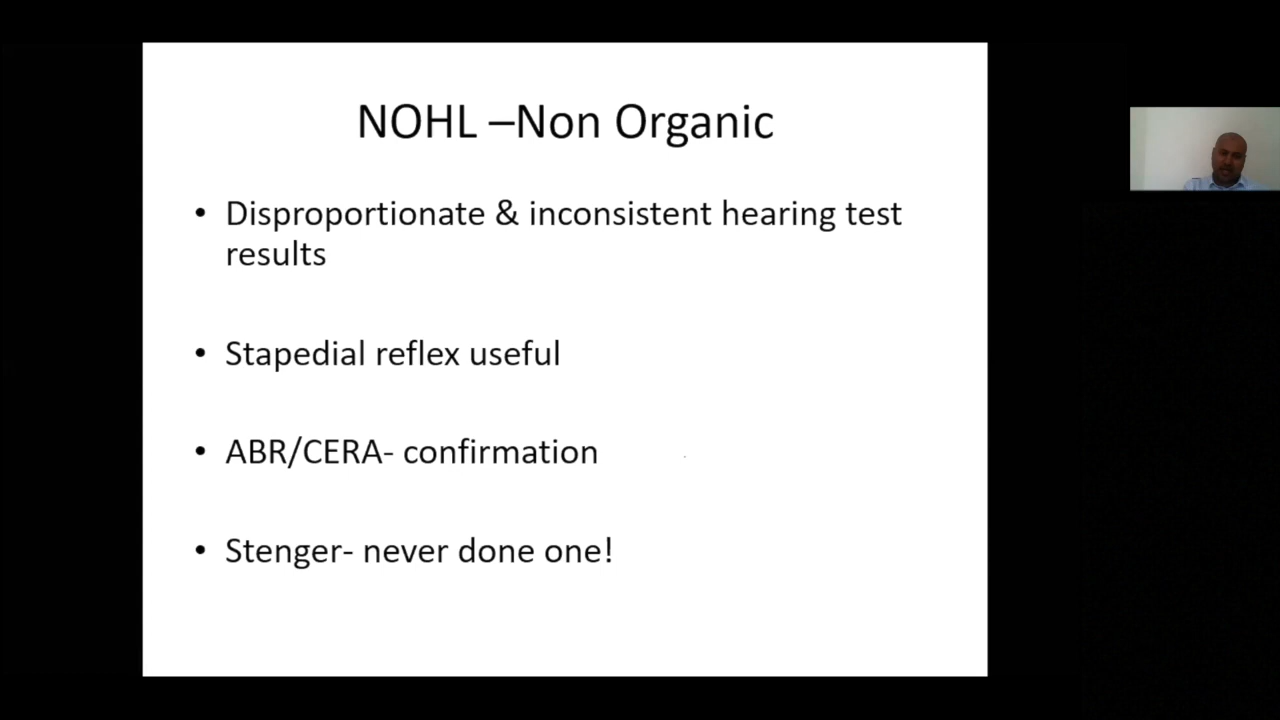 NOHL –Non Organic
• Disproportionate & inconsistent hearing test
results
• Stapedial reflex useful
• ABR/CERA- confirmation
• Stenger- never done one!